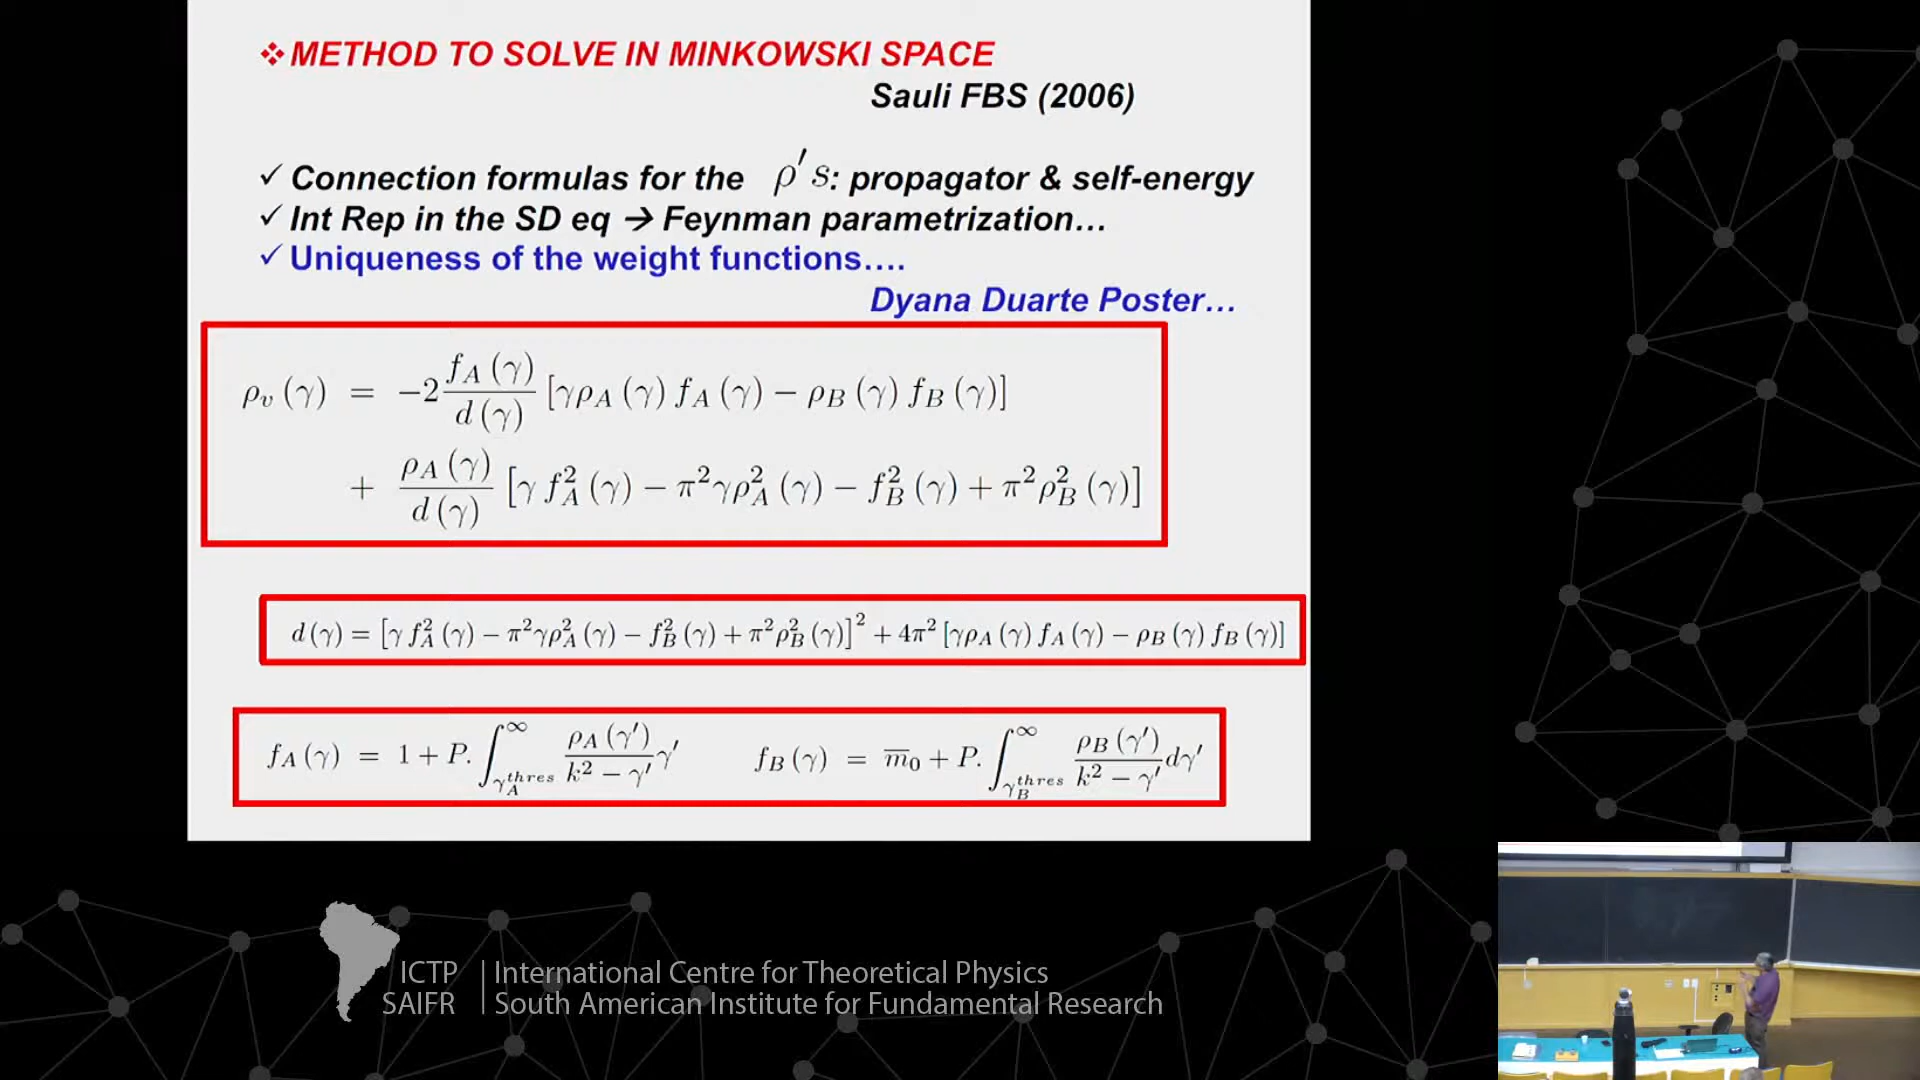 ❖METHOD TO SOLVE IN MINKOWSKI SPACE
Sauli FBS (2006)
✓ Connection formulas for the ρ′s: propagator & self-energy
✓ Int Rep in the SD eq → Feynman parametrization…
✓ Uniqueness of the weight functions….
Dyana Duarte Poster…
ρ_v (γ) = −2 f_A (γ) / d (γ) [γρ_A (γ) f_A (γ) − ρ_B (γ) f_B (γ)]
+ ρ_A (γ) / d (γ) [γ f_A^2 (γ) − π^2γρ_A^2 (γ) − f_B^2 (γ) + π^2ρ_B^2 (γ)]
d (γ) = [γ f_A^2 (γ) − π^2γρ_A^2 (γ) − f_B^2 (γ) + π^2ρ_B^2 (γ)]^2 + 4π^2 [γρ_A (γ) f_A (γ) − ρ_B (γ) f_B (γ)]
f_A (γ) = 1 + P. ∫_{γ_A^{thres}}^∞ ρ_A (γ′) / (k^2 − γ′) γ′ f_B (γ) = m̅_0 + P. ∫_{γ_B^{thres}}^∞ ρ_B (γ′) / (k^2 − γ′) dγ′
ICTP | International Centre for Theoretical Physics
SAIFR | South American Institute for Fundamental Research